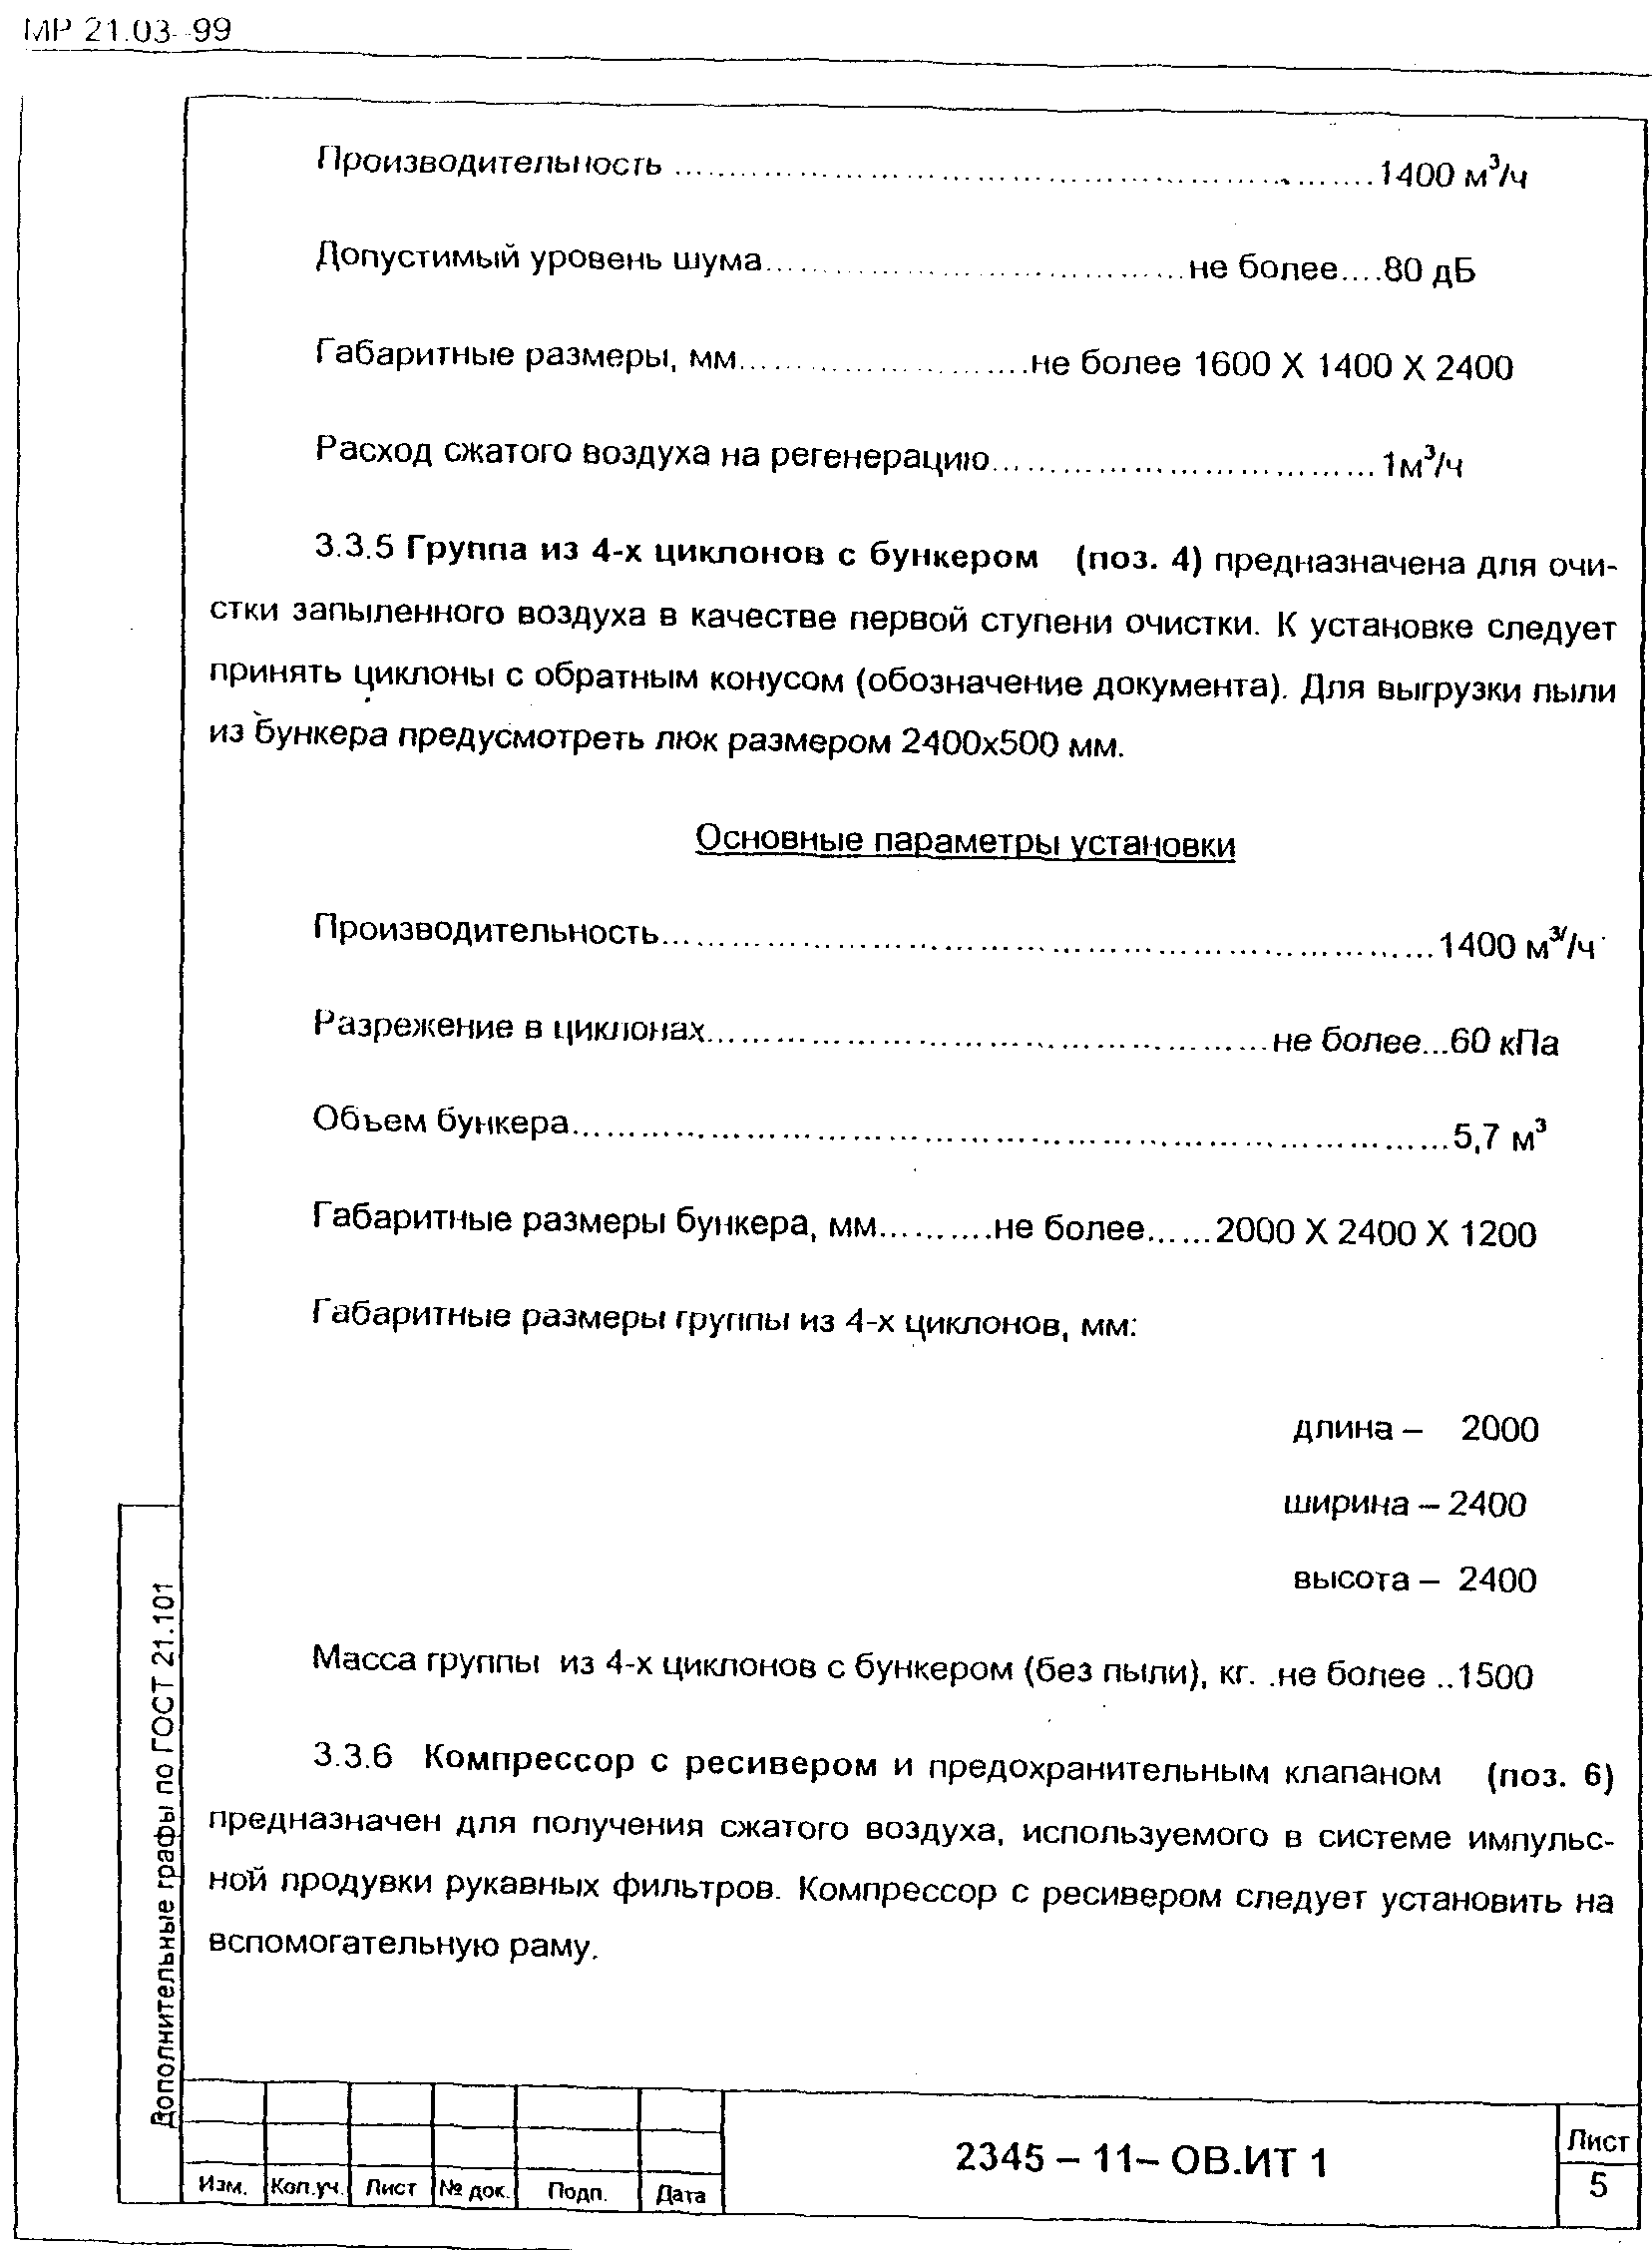 МР 21.03--99
Производительность ........................................1400 м³/ч
Допустимый уровень шума...............................не более....80 дБ
Габаритные размеры, мм......................не более 1600 Х 1400 Х 2400
Расход сжатого воздуха на регенерацию.............................1м³/ч
3.3.5 Группа из 4-х циклонов с бункером (поз. 4) предназначена для очи-
стки запыленного воздуха в качестве первой ступени очистки. К установке следует
принять циклоны с обратным конусом (обозначение документа). Для выгрузки пыли
из бункера предусмотреть люк размером 2400х500 мм.
Основные параметры установки
Производительность........................................................1400 м³/ч
Разрежение в циклонах........................................не более...60 кПа
Объем бункера................................................................5,7 м³
Габаритные размеры бункера, мм..........не более......2000 Х 2400 Х 1200
Габаритные размеры группы из 4-х циклонов, мм:
длина – 2000
ширина – 2400
высота – 2400
Масса группы из 4-х циклонов с бункером (без пыли), кг. .не более ..1500
3.3.6 Компрессор с ресивером и предохранительным клапаном (поз. 6)
предназначен для получения сжатого воздуха, используемого в системе импульс-
ной продувки рукавных фильтров. Компрессор с ресивером следует установить на
вспомогательную раму.
Дополнительные графы по ГОСТ 21.101
Изм. Кол.уч. Лист № док. Подп. Дата
2345 – 11– ОВ.ИТ 1
Лист
5